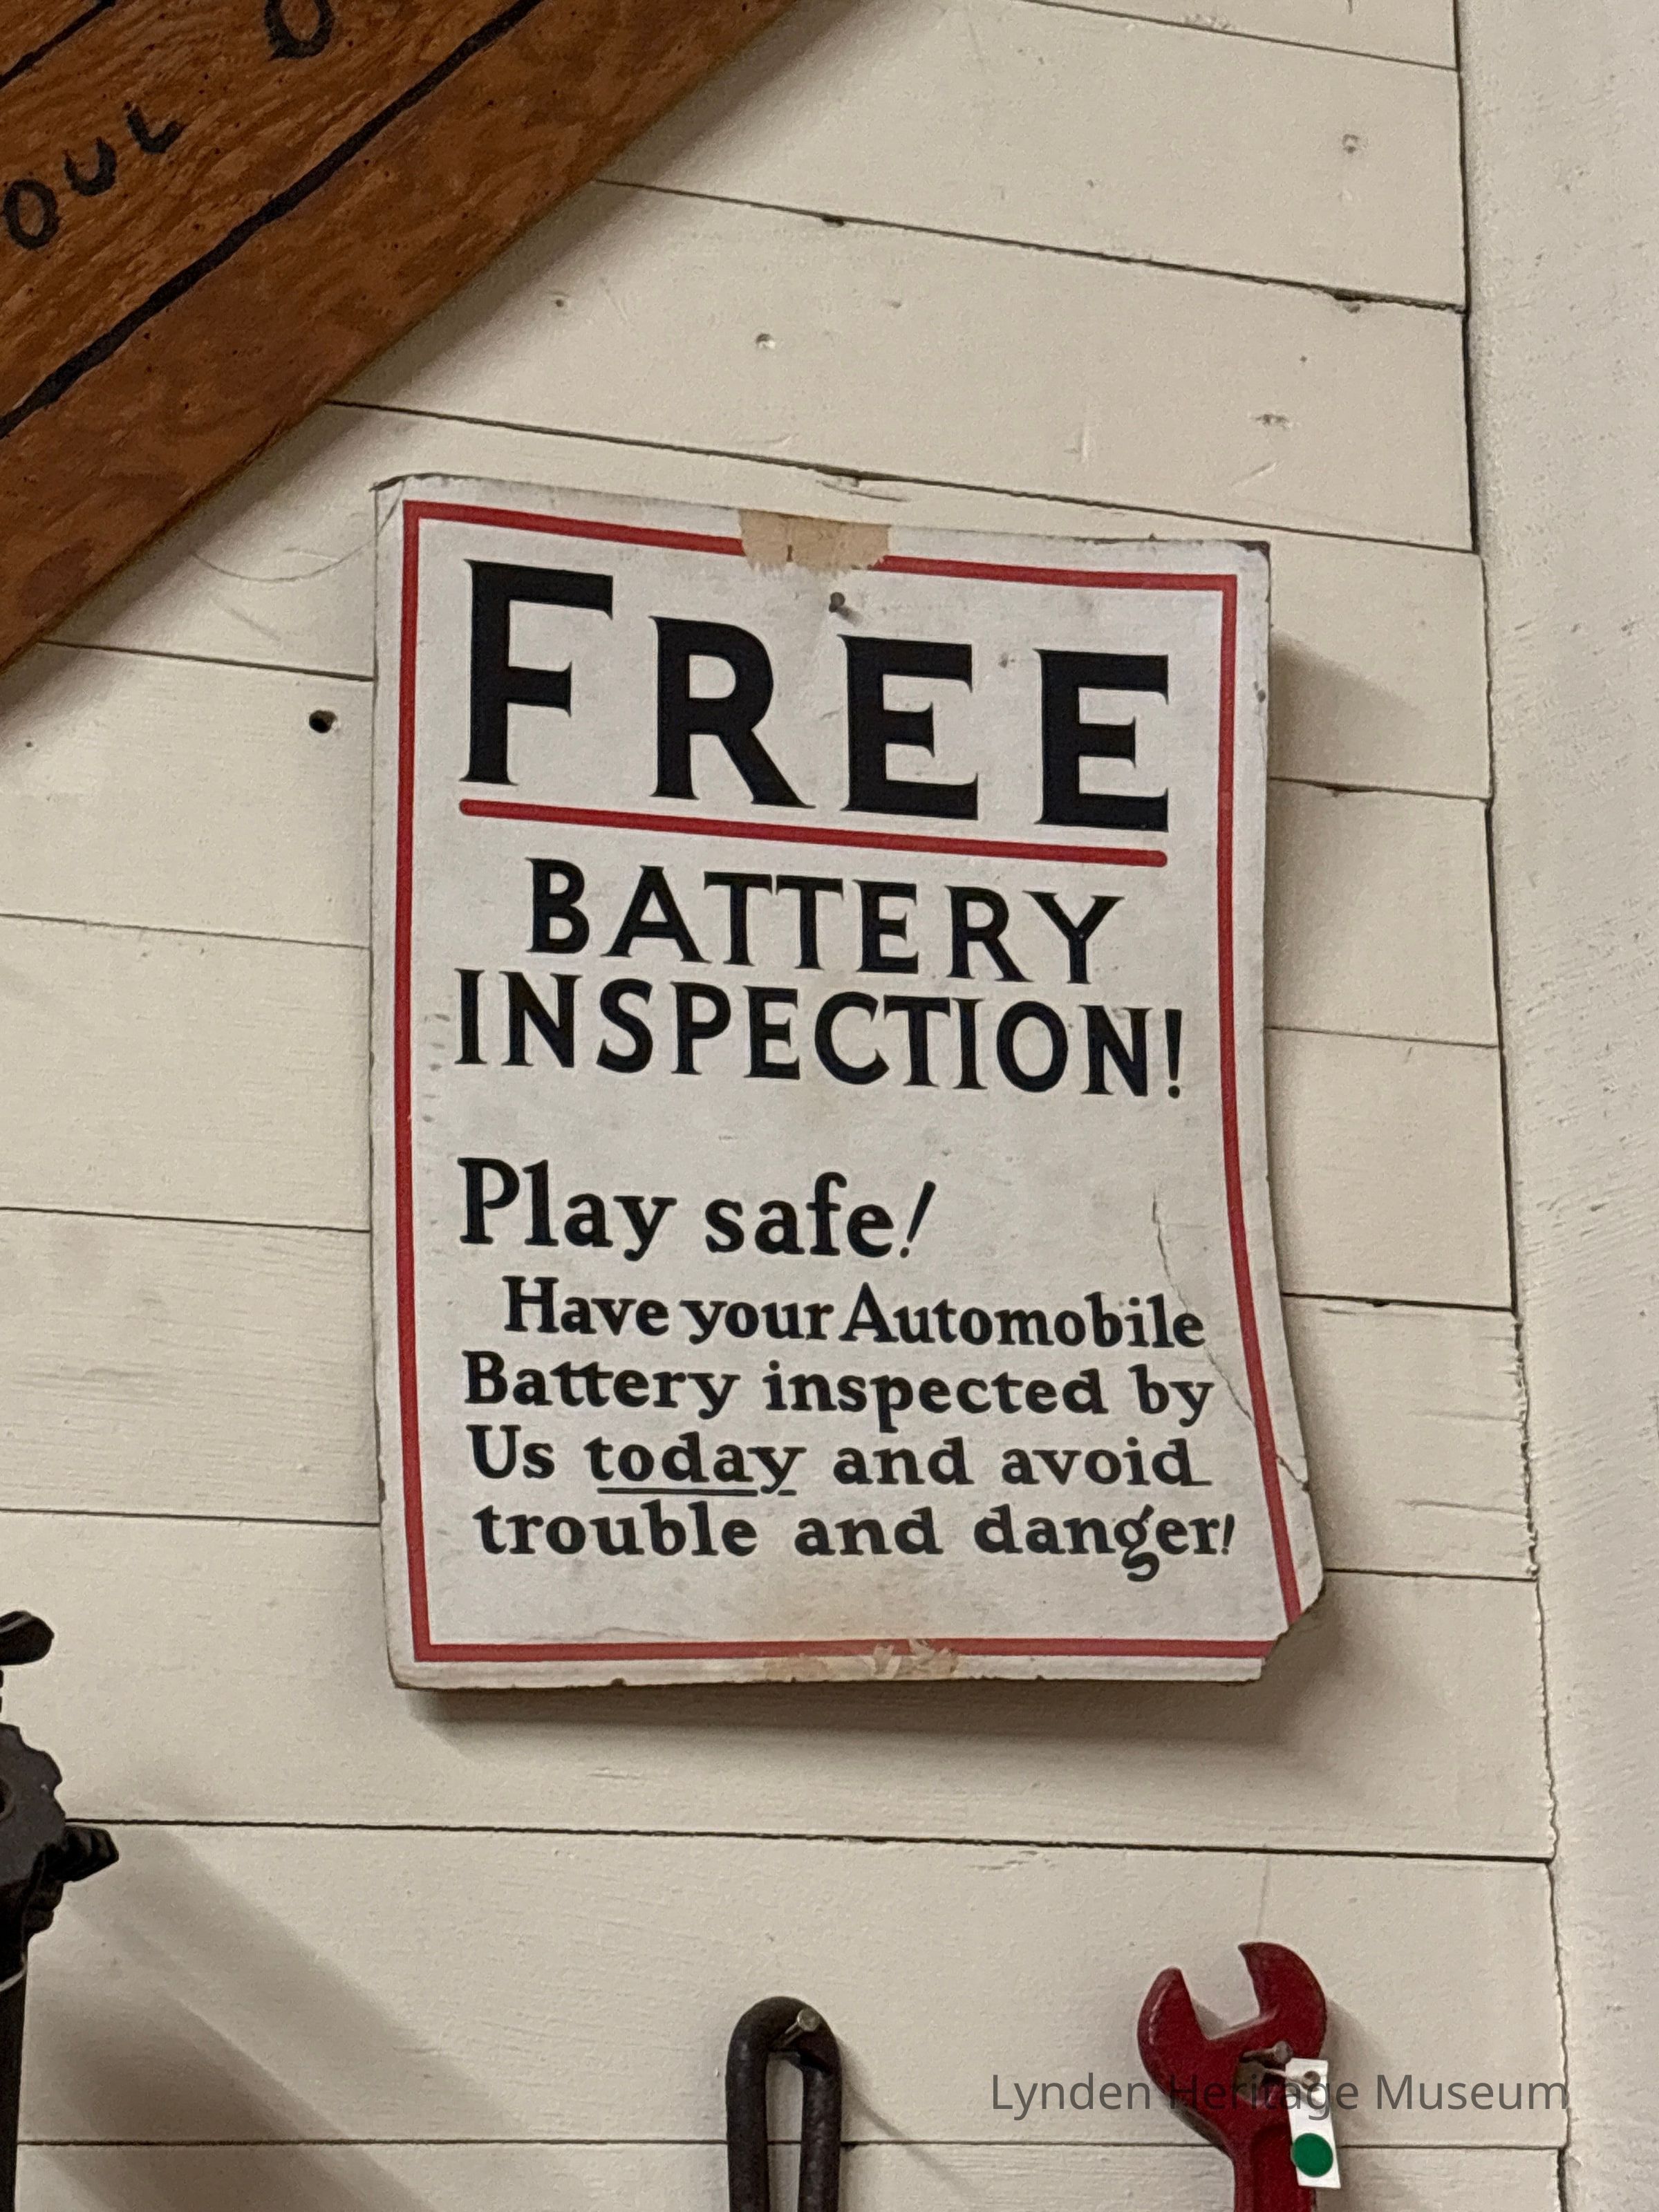 OUL
FREE
BATTERY
INSPECTION!
Play safe!
Have your Automobile
Battery inspected by
Us today and avoid
trouble and danger!
Lynden Heritage Museum